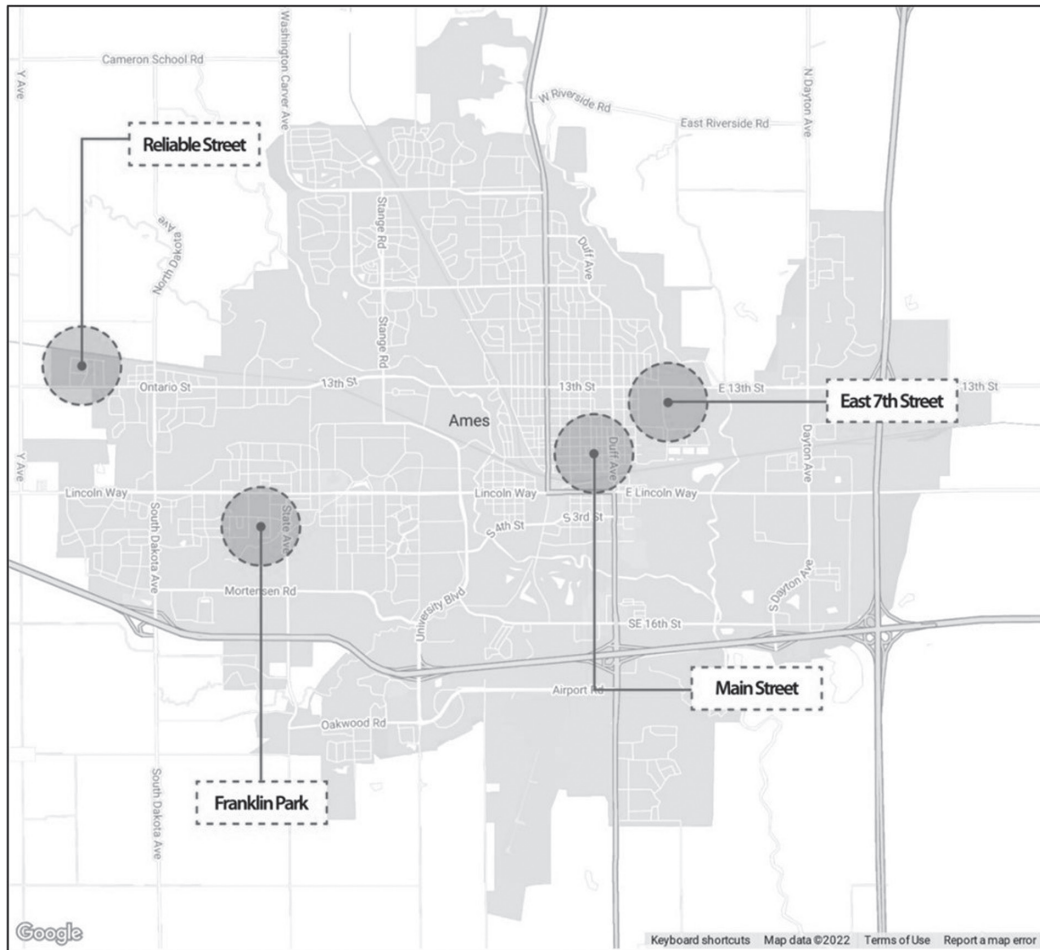 Cameron School Rd
Washington Carver Ave
Y Ave
N Dayton Ave
W Riverside Rd
East Riverside Rd
Reliable Street
Stange Rd
North Dakota Ave
Duff Ave
Stange Rd
Ontario St
13th St
13th St
E 13th St
13th St
East 7th Street
Ames
Duff Ave
Dayton Ave
Y Ave
Lincoln Way
Lincoln Way
E Lincoln Way
South Dakota Ave
State Ave
S 4th St
S 3rd St
Mortensen Rd
University Blvd
S Dayton Ave
SE 16th St
Airport Rd
Main Street
Oakwood Rd
Franklin Park
South Dakota Ave
Google
Keyboard shortcuts Map data ©2022 Terms of Use Report a map error